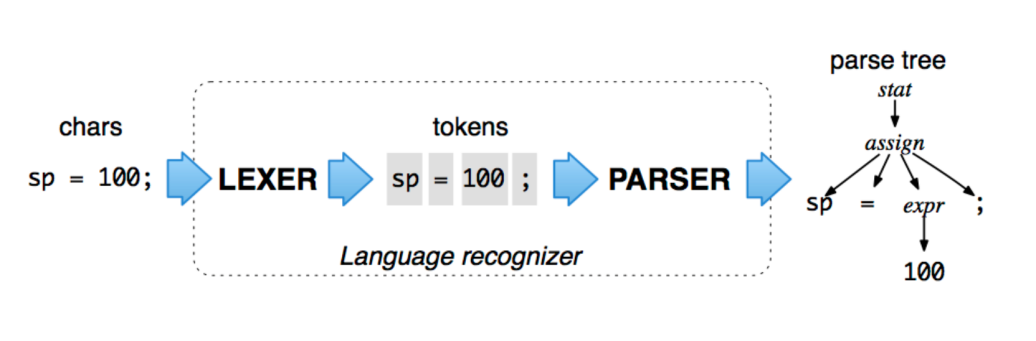 chars
sp = 100;
LEXER
tokens
sp = 100 ;
PARSER
Language recognizer
parse tree
stat
assign
sp = expr ;
100